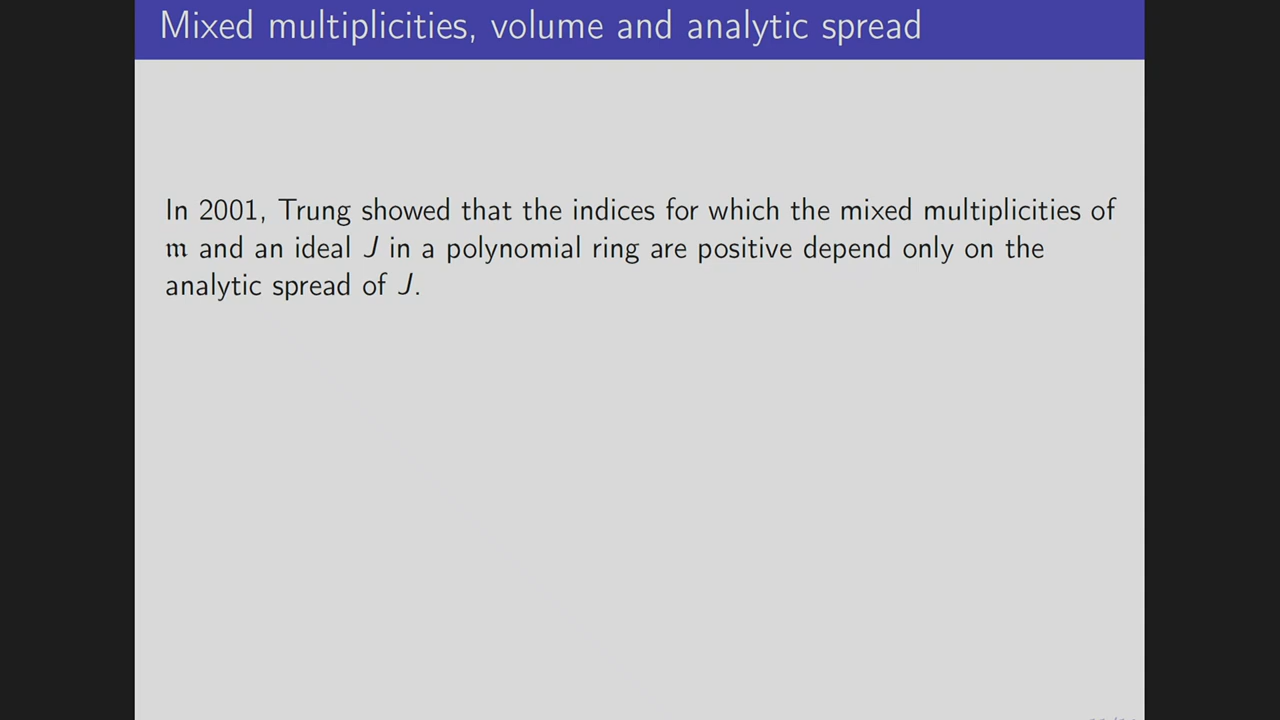 Mixed multiplicities, volume and analytic spread
In 2001, Trung showed that the indices for which the mixed multiplicities of
𝔪 and an ideal J in a polynomial ring are positive depend only on the
analytic spread of J.